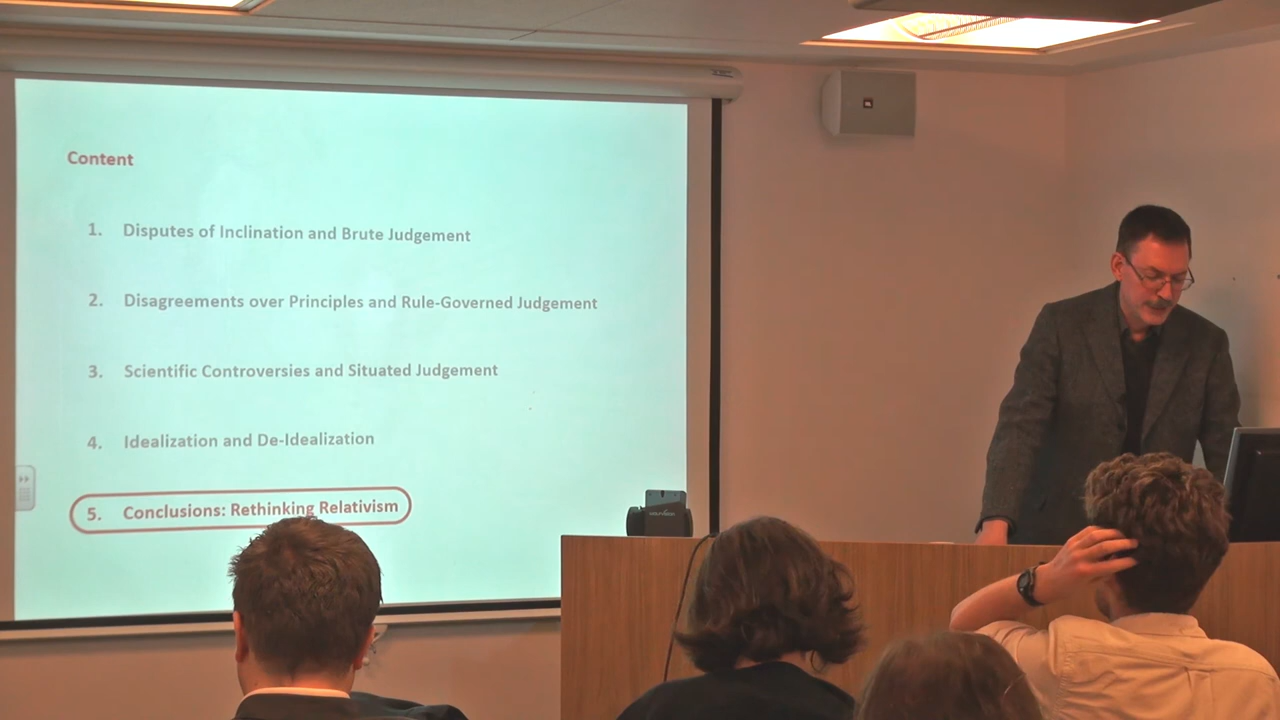 Content
1. Disputes of Inclination and Brute Judgement
2. Disagreements over Principles and Rule-Governed Judgement
3. Scientific Controversies and Situated Judgement
4. Idealization and De-Idealization
5. Conclusions: Rethinking Relativism